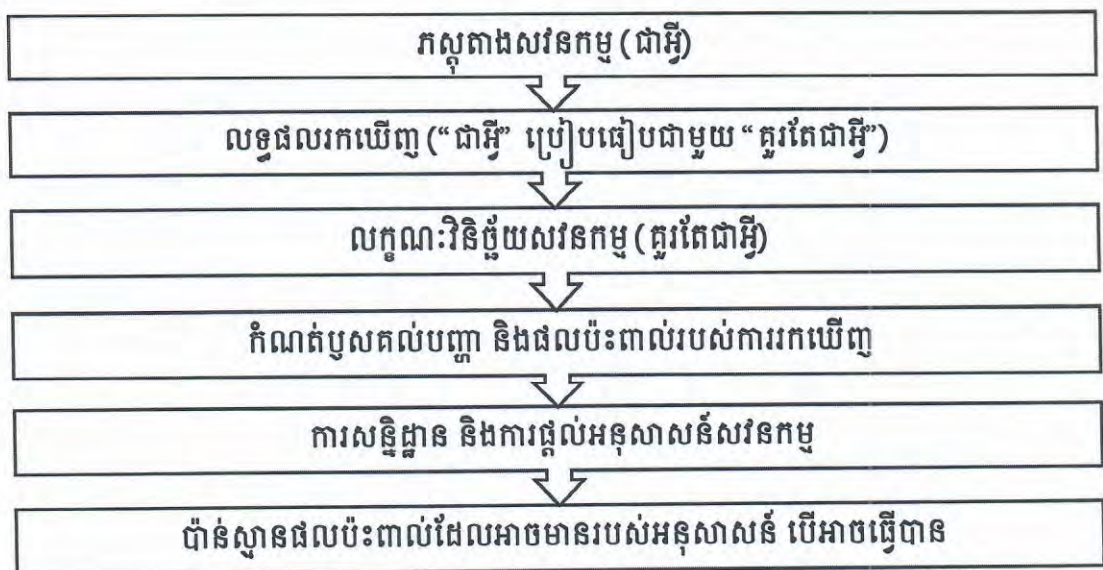 ភស្តុតាងសវនកម្ម (ជាអ្វី)
លទ្ធផលរកឃើញ (“ជាអ្វី” ប្រៀបធៀបជាមួយ “គួរតែជាអ្វី”)
លក្ខណៈវិនិច្ឆ័យសវនកម្ម (គួរតែជាអ្វី)
កំណត់ឫសគល់បញ្ហា និងផលប៉ះពាល់របស់ការរកឃើញ
ការសន្និដ្ឋាន និងការផ្តល់អនុសាសន៍សវនកម្ម
ប៉ាន់ស្មានផលប៉ះពាល់ដែលអាចមានរបស់អនុសាសន៍ បើអាចធ្វើបាន